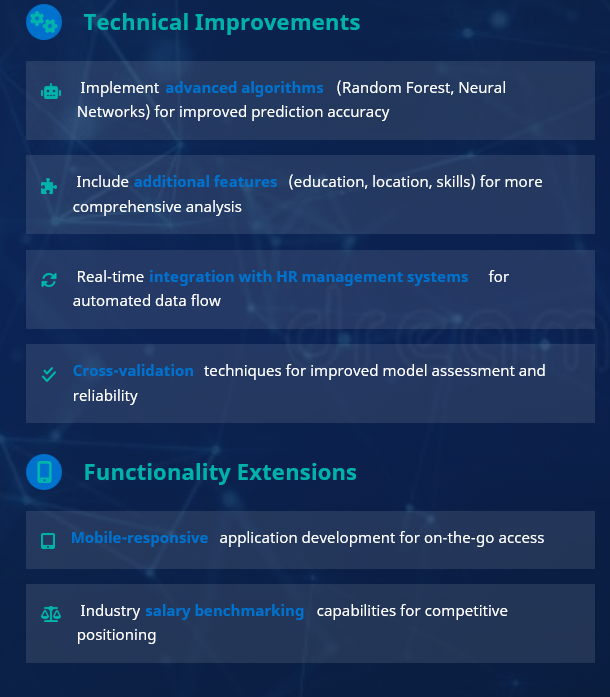 Technical Improvements
Implement advanced algorithms (Random Forest, Neural
Networks) for improved prediction accuracy
Include additional features (education, location, skills) for more
comprehensive analysis
Real-time integration with HR management systems for
automated data flow
dream
Cross-validation techniques for improved model assessment and
reliability
Functionality Extensions
Mobile-responsive application development for on-the-go access
Industry salary benchmarking capabilities for competitive
positioning